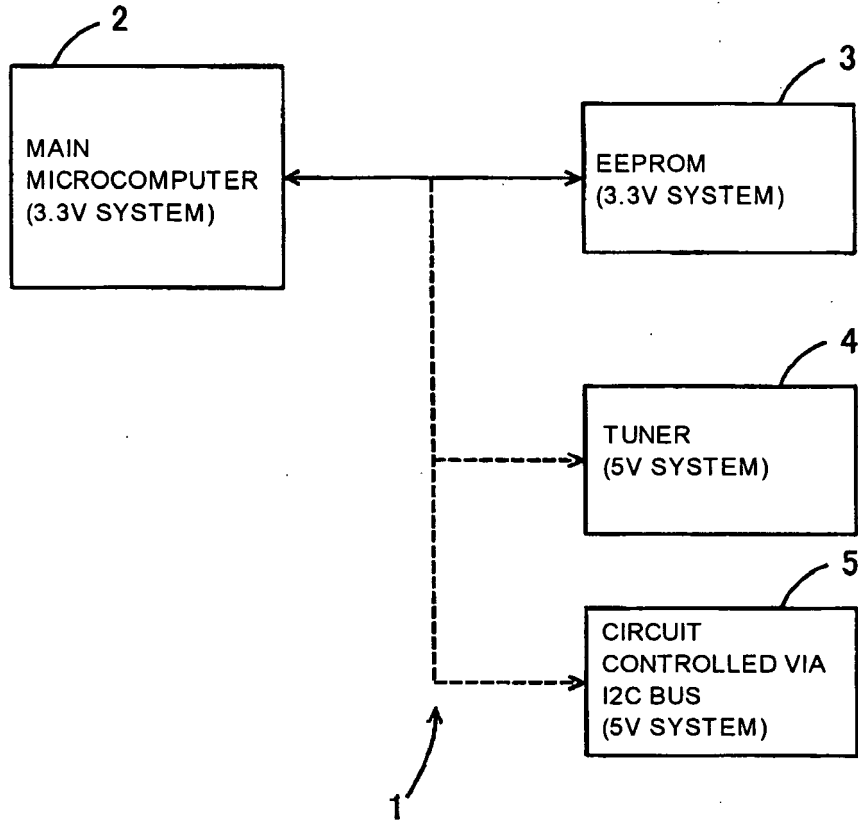 2
MAIN
MICROCOMPUTER
(3.3V SYSTEM)
3
EEPROM
(3.3V SYSTEM)
4
TUNER
(5V SYSTEM)
5
CIRCUIT
CONTROLLED VIA
I2C BUS
(5V SYSTEM)
1